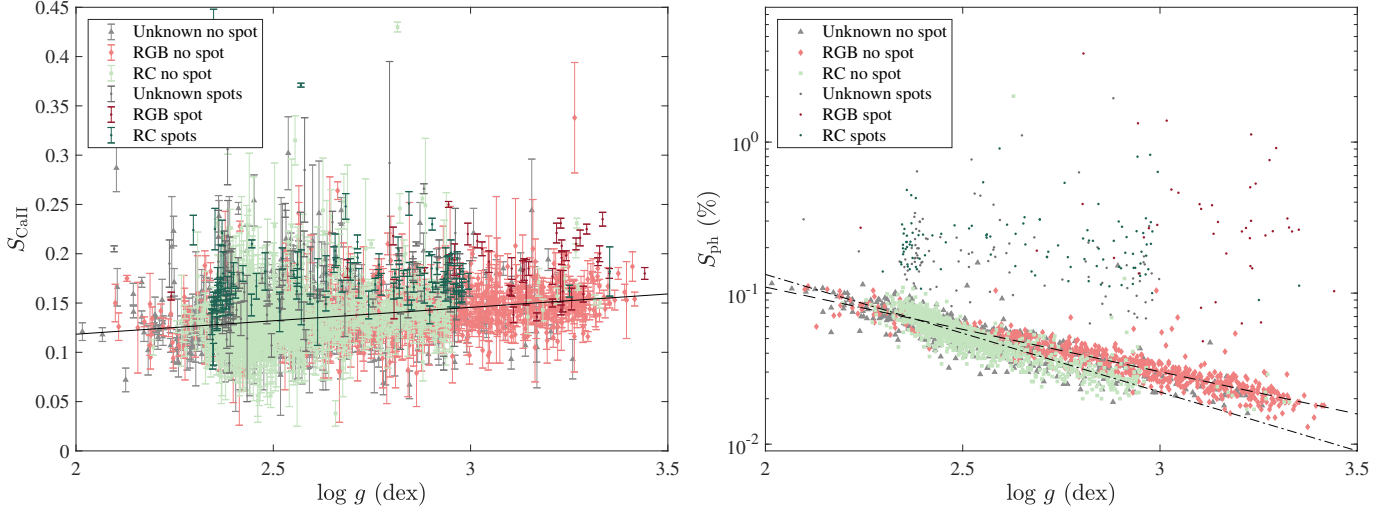 0.45
0.4
0.35
0.3
0.25
0.2
0.15
0.1
0.05
0
S_CaII
Unknown no spot
RGB no spot
RC no spot
Unknown spots
RGB spot
RC spots
2 2.5 3 3.5
log g (dex)
10^0
10^-1
10^-2
S_ph (%)
Unknown no spot
RGB no spot
RC no spot
Unknown spots
RGB spot
RC spots
2 2.5 3 3.5
log g (dex)